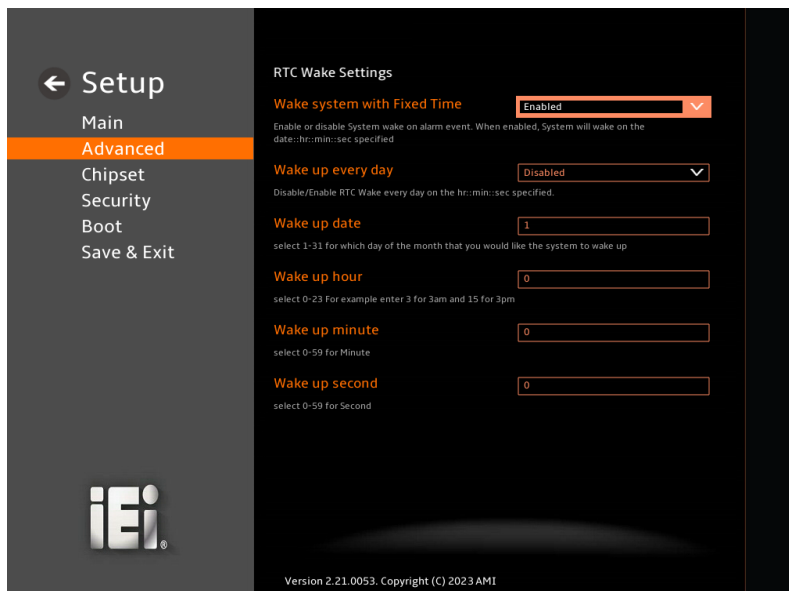 Setup
Main
Advanced
Chipset
Security
Boot
Save & Exit
iEi®
RTC Wake Settings
Wake system with Fixed Time
Enabled
Enable or disable System wake on alarm event. When enabled, System will wake on the
date::hr::min::sec specified
Wake up every day
Disabled
Disable/Enable RTC Wake every day on the hr::min::sec specified.
Wake up date
1
select 1-31 for which day of the month that you would like the system to wake up
Wake up hour
0
select 0-23 For example enter 3 for 3am and 15 for 3pm
Wake up minute
0
select 0-59 for Minute
Wake up second
0
select 0-59 for Second
Version 2.21.0053. Copyright (C) 2023 AMI